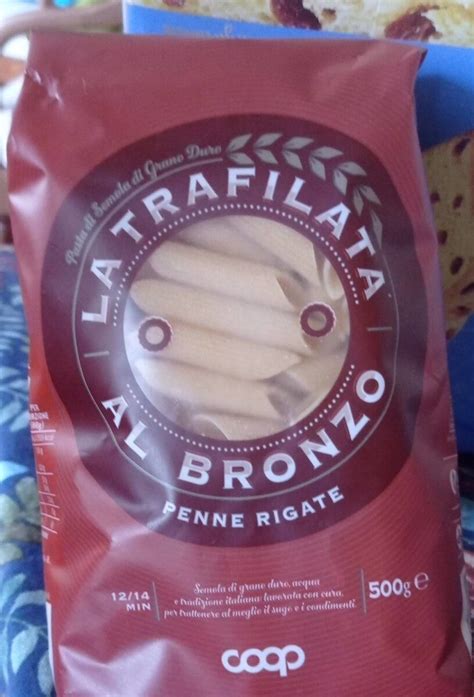 Pasta di Semola di Grano Duro
LA TRAFILATA
AL BRONZO
PENNE RIGATE
12/14
MIN
Semola di grano duro, acqua
e tradizione italiana lavorata con cura,
per trattenere al meglio il sugo e i condimenti.
500g e
coop